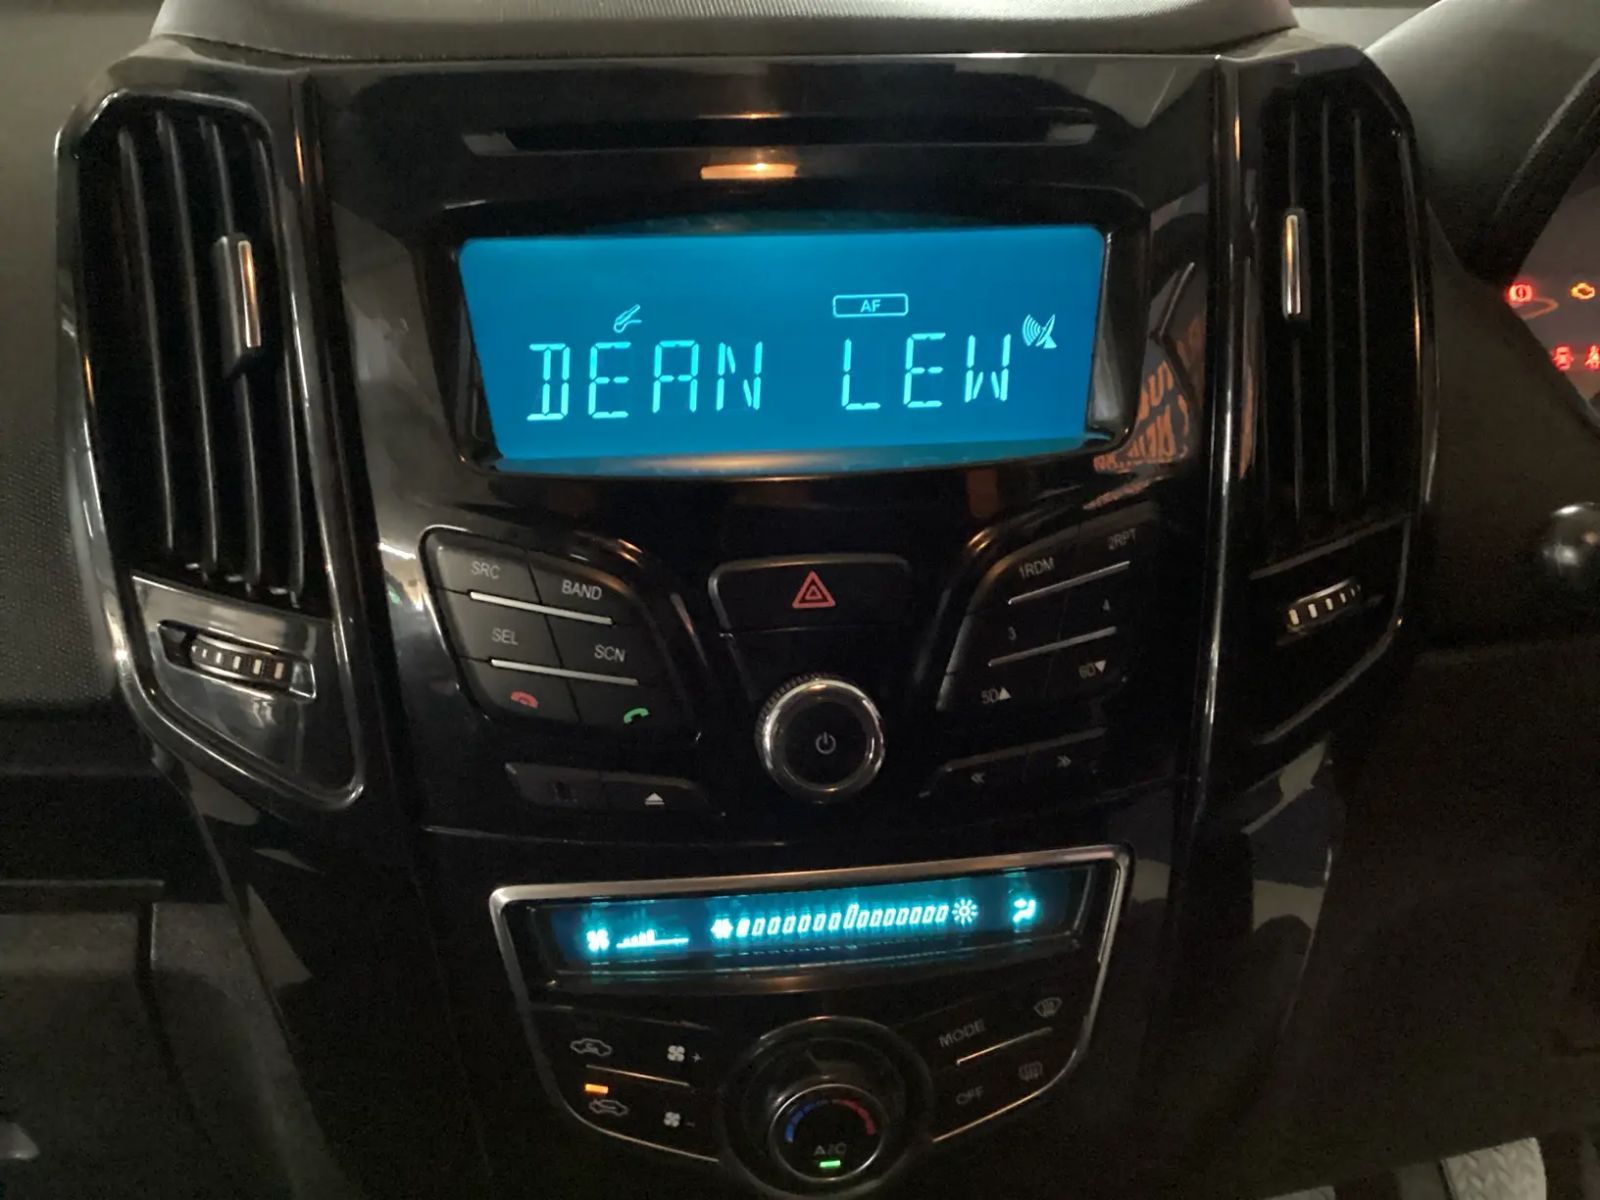 AF
DEAN LEW
SRC
BAND
1RDM
2RPT
SEL
SCN
3
4
5D▲
6D▼
MODE
OFF
A/C